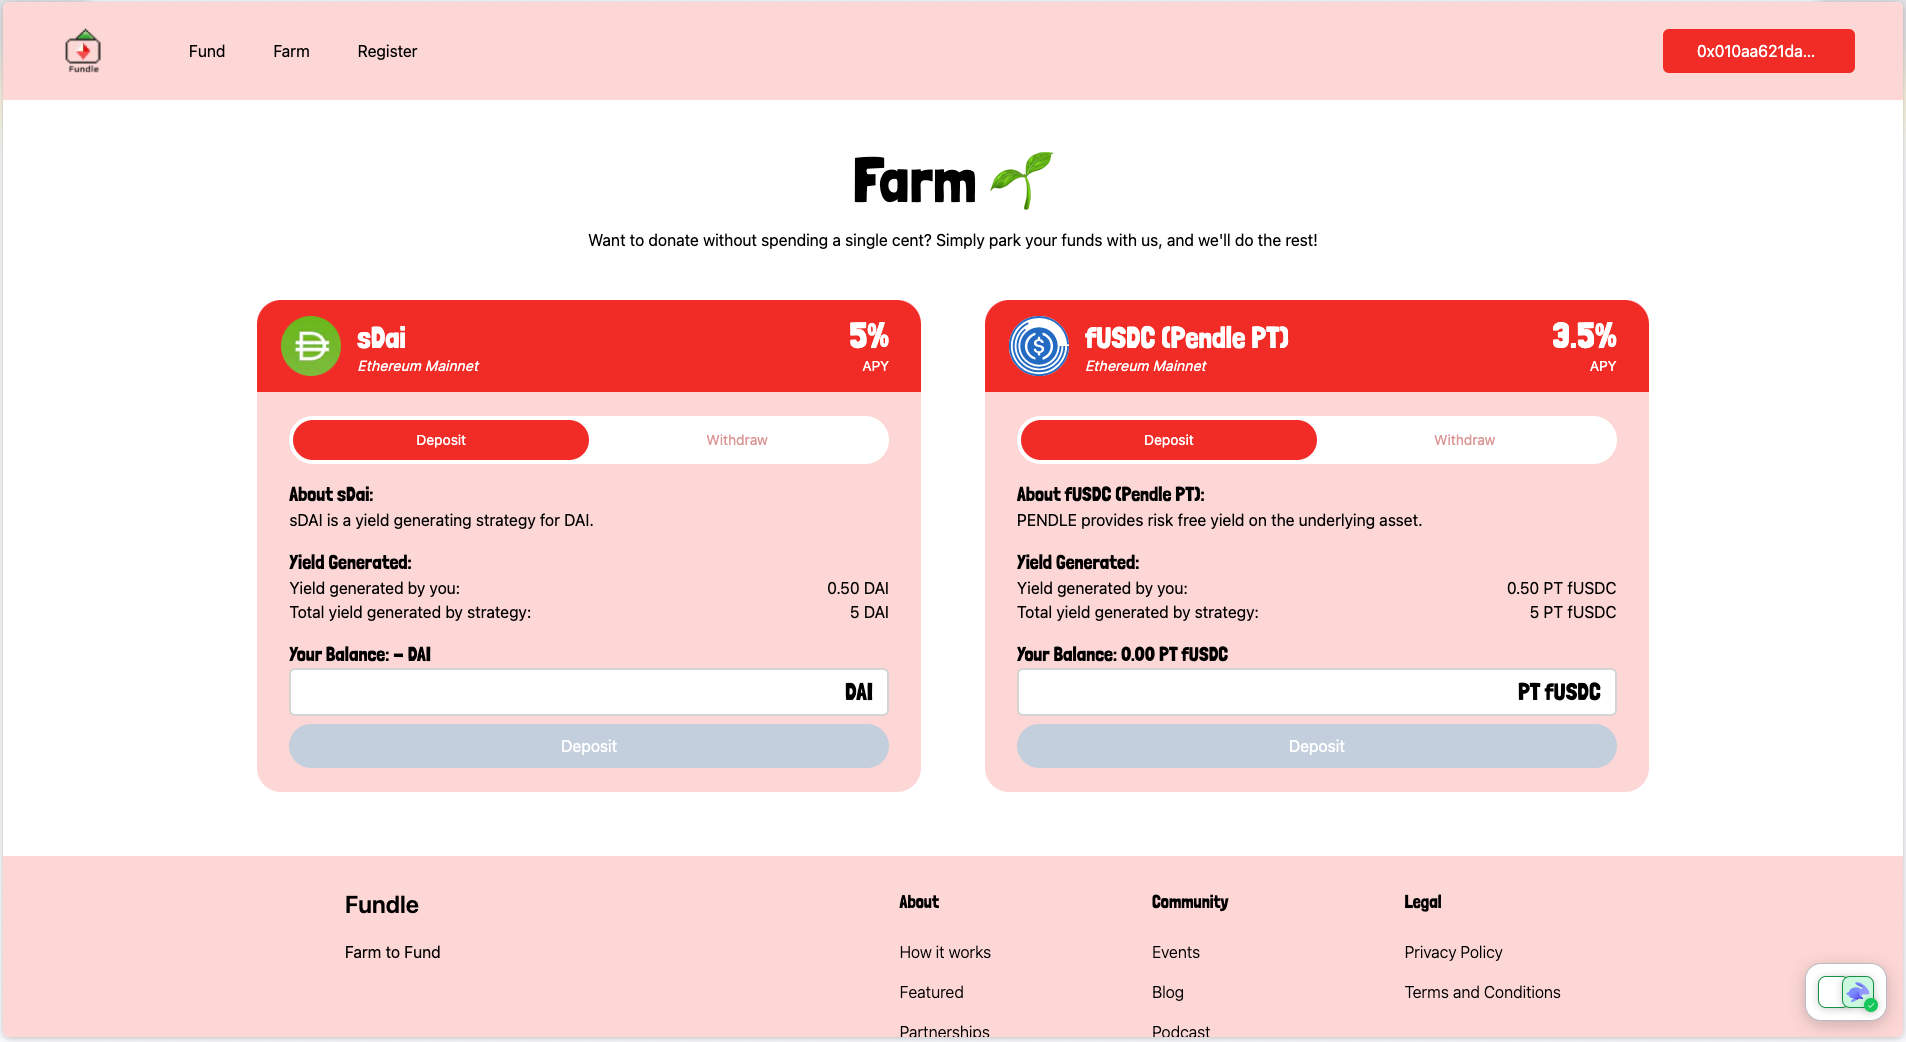 Fundle
Fund
Farm
Register
0x010aa621da...
Farm
Want to donate without spending a single cent? Simply park your funds with us, and we'll do the rest!
sDai
Ethereum Mainnet
5%
APY
Deposit
Withdraw
About sDai:
sDAI is a yield generating strategy for DAI.
Yield Generated:
Yield generated by you: 0.50 DAI
Total yield generated by strategy: 5 DAI
Your Balance: – DAI
DAI
Deposit
fUSDC (Pendle PT)
Ethereum Mainnet
3.5%
APY
Deposit
Withdraw
About fUSDC (Pendle PT):
PENDLE provides risk free yield on the underlying asset.
Yield Generated:
Yield generated by you: 0.50 PT fUSDC
Total yield generated by strategy: 5 PT fUSDC
Your Balance: 0.00 PT fUSDC
PT fUSDC
Deposit
Fundle
Farm to Fund
About
How it works
Featured
Partnerships
Community
Events
Blog
Podcast
Legal
Privacy Policy
Terms and Conditions